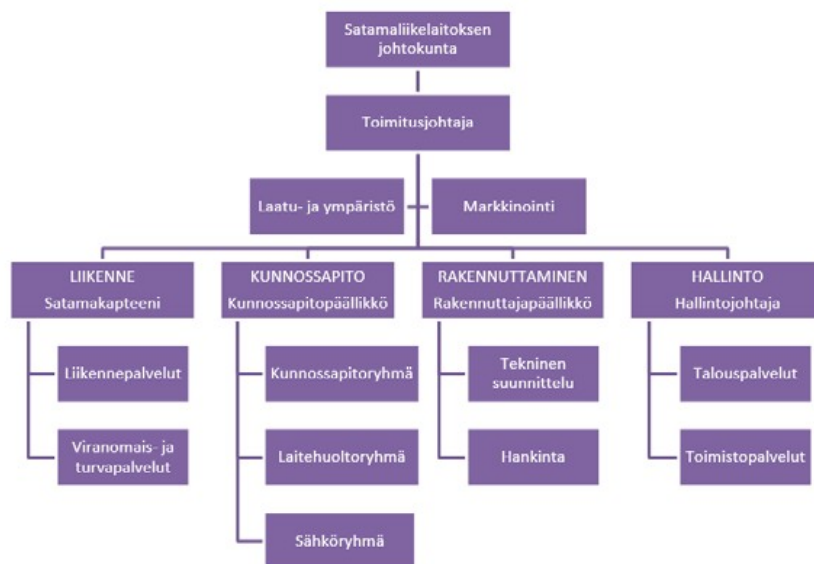 Satamaliikelaitoksen
johtokunta
Toimitusjohtaja
Laatu- ja ympäristö
Markkinointi
LIIKENNE
Satamakapteeni
KUNNOSSAPITO
Kunnossapitopäällikkö
RAKENNUTTAMINEN
Rakennuttajapäällikkö
HALLINTO
Hallintojohtaja
Liikennepalvelut
Kunnossapitoryhmä
Tekninen
suunnittelu
Talouspalvelut
Viranomais- ja
turvapalvelut
Laitehuoltoryhmä
Hankinta
Toimistopalvelut
Sähköryhmä